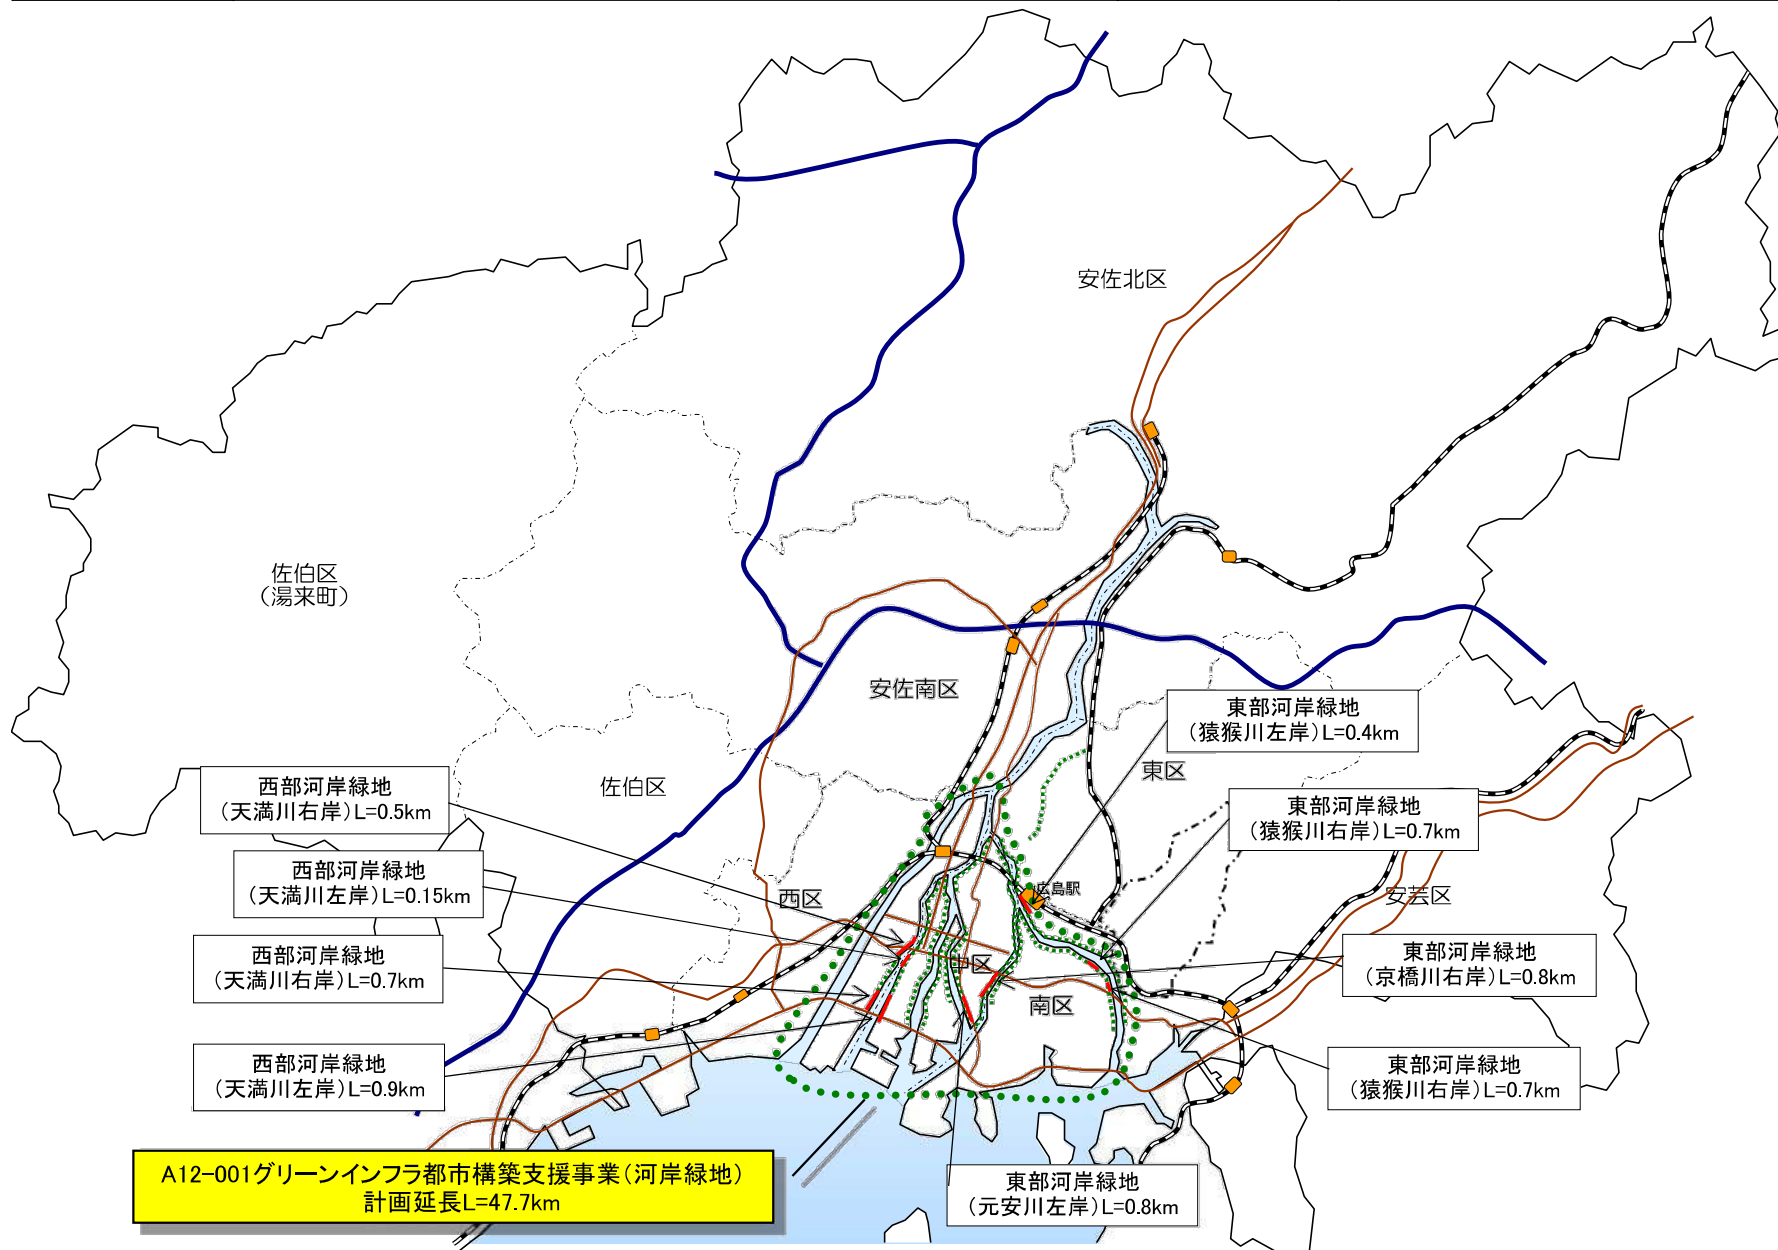 安佐北区
佐伯区
(湯来町)
安佐南区
東部河岸緑地
(猿猴川左岸)L=0.4km
東区
佐伯区
西部河岸緑地
(天満川右岸)L=0.5km
東部河岸緑地
(猿猴川右岸)L=0.7km
西部河岸緑地
(天満川左岸)L=0.15km
西区
広島駅
安芸区
西部河岸緑地
(天満川右岸)L=0.7km
中区
東部河岸緑地
(京橋川右岸)L=0.8km
南区
西部河岸緑地
(天満川左岸)L=0.9km
東部河岸緑地
(猿猴川右岸)L=0.7km
A12-001グリーンインフラ都市構築支援事業(河岸緑地)
計画延長L=47.7km
東部河岸緑地
(元安川左岸)L=0.8km